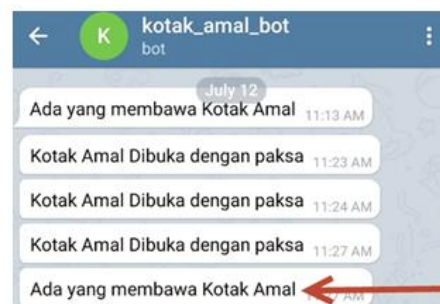 K
kotak_amal_bot
bot
July 12
Ada yang membawa Kotak Amal 11:13 AM
Kotak Amal Dibuka dengan paksa 11:23 AM
Kotak Amal Dibuka dengan paksa 11:24 AM
Kotak Amal Dibuka dengan paksa 11:27 AM
Ada yang membawa Kotak Amal AM